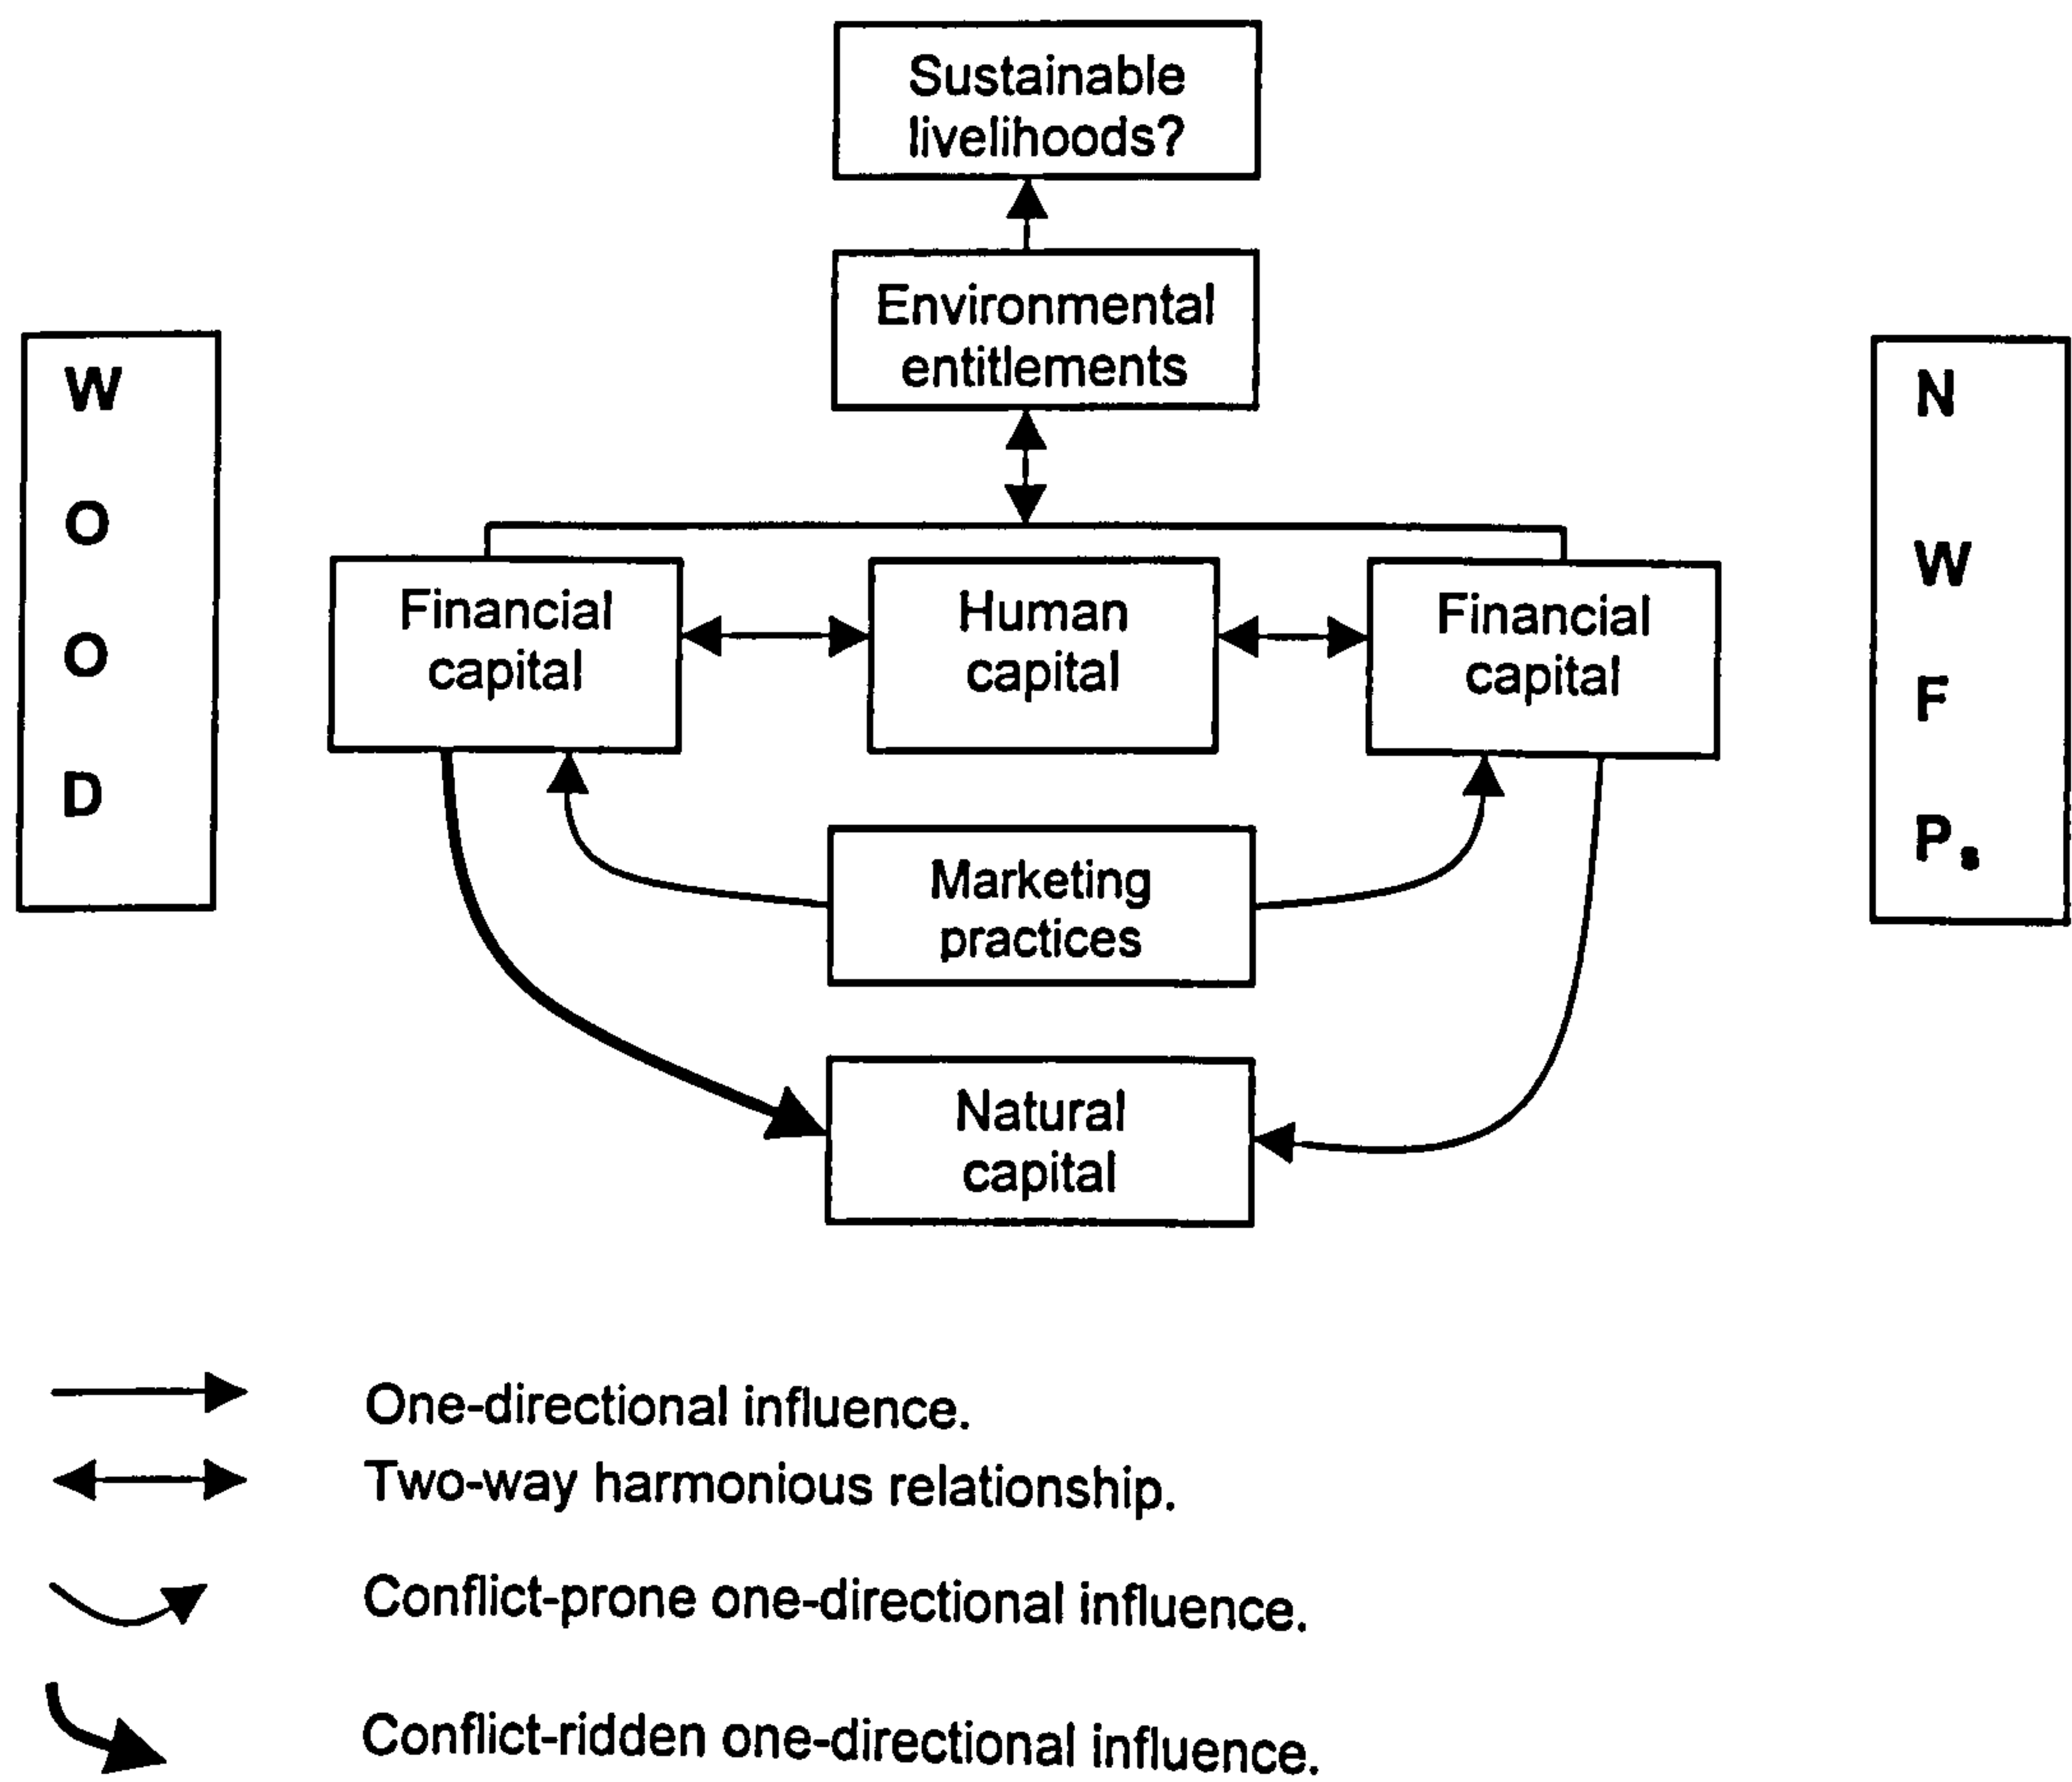 Sustainable
livelihoods?
Environmental
entitlements
W
O
O
D
N
W
F
Ps
Financial
capital
Human
capital
Financial
capital
Marketing
practices
Natural
capital
One-directional influence.
Two-way harmonious relationship.
Conflict-prone one-directional influence.
Conflict-ridden one-directional influence.